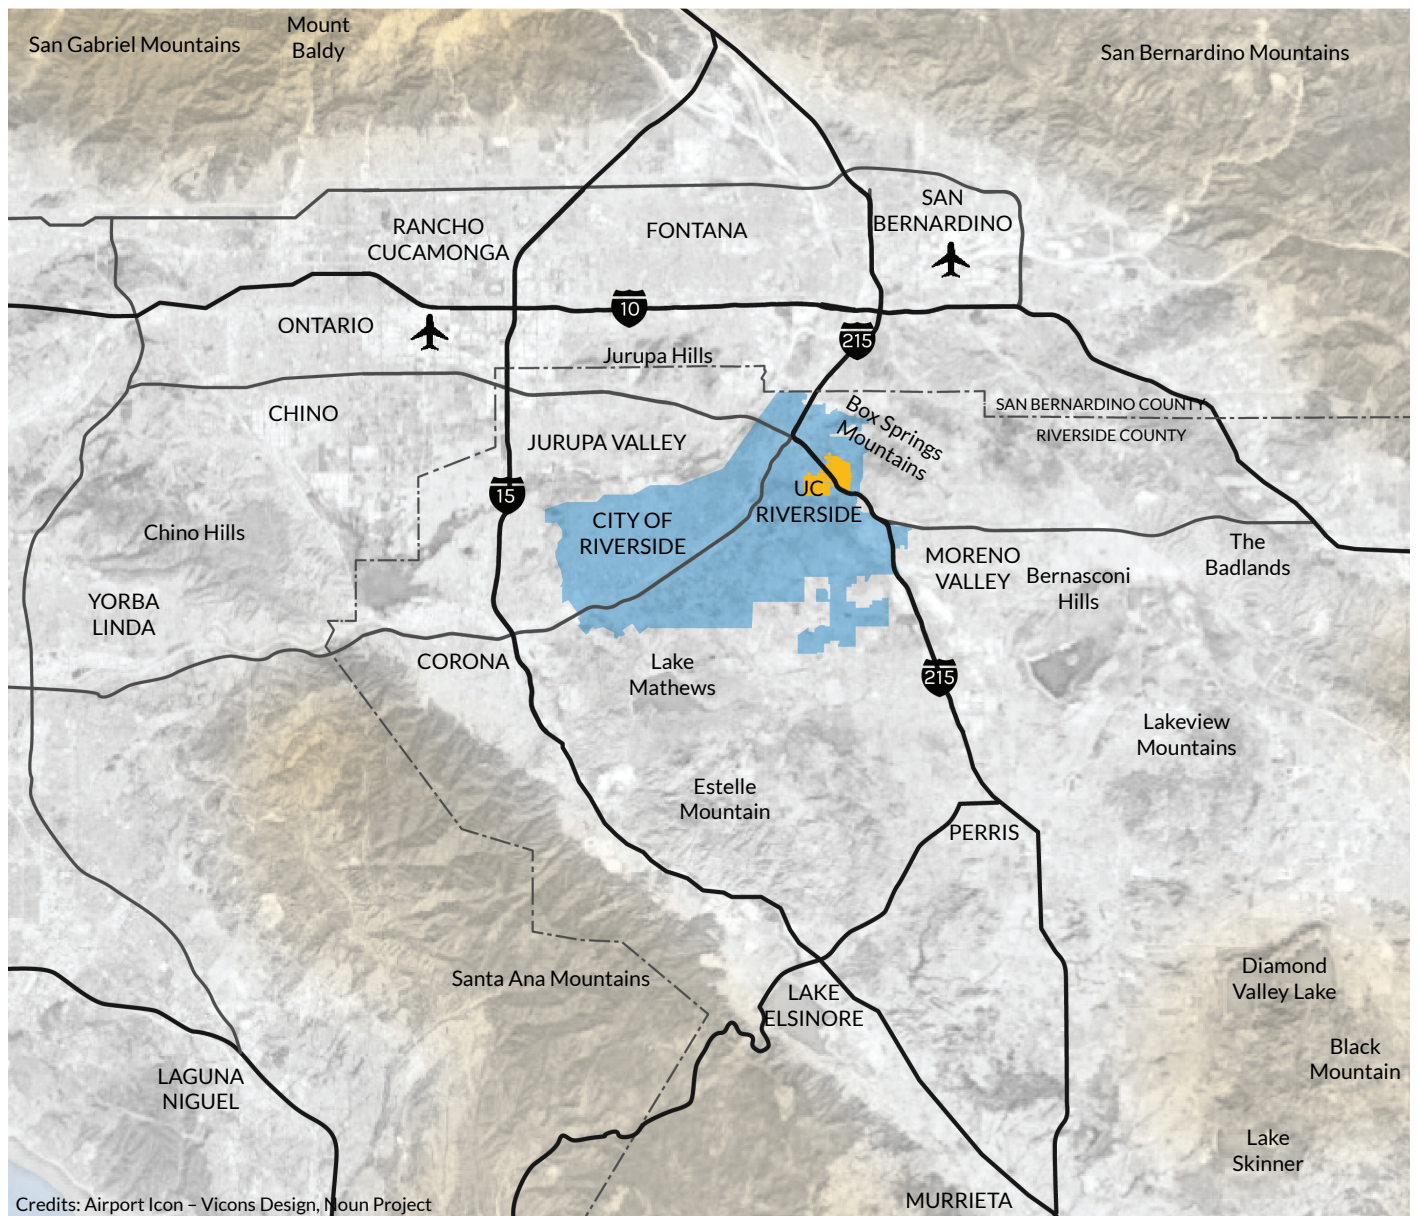 San Gabriel Mountains
Mount
Baldy
San Bernardino Mountains
SAN
BERNARDINO
RANCHO
CUCAMONGA
FONTANA
10
ONTARIO
215
Jurupa Hills
SAN BERNARDINO COUNTY
RIVERSIDE COUNTY
CHINO
Box Springs
Mountains
JURUPA VALLEY
15
UC
RIVERSIDE
CITY OF
RIVERSIDE
Chino Hills
The
Badlands
MORENO
VALLEY
Bernasconi
Hills
YORBA
LINDA
CORONA
Lake
Mathews
215
Lakeview
Mountains
Estelle
Mountain
PERRIS
Santa Ana Mountains
Diamond
Valley Lake
LAKE
ELSINORE
Black
Mountain
LAGUNA
NIGUEL
Lake
Skinner
MURRIETA
Credits: Airport Icon – Vicons Design, Noun Project